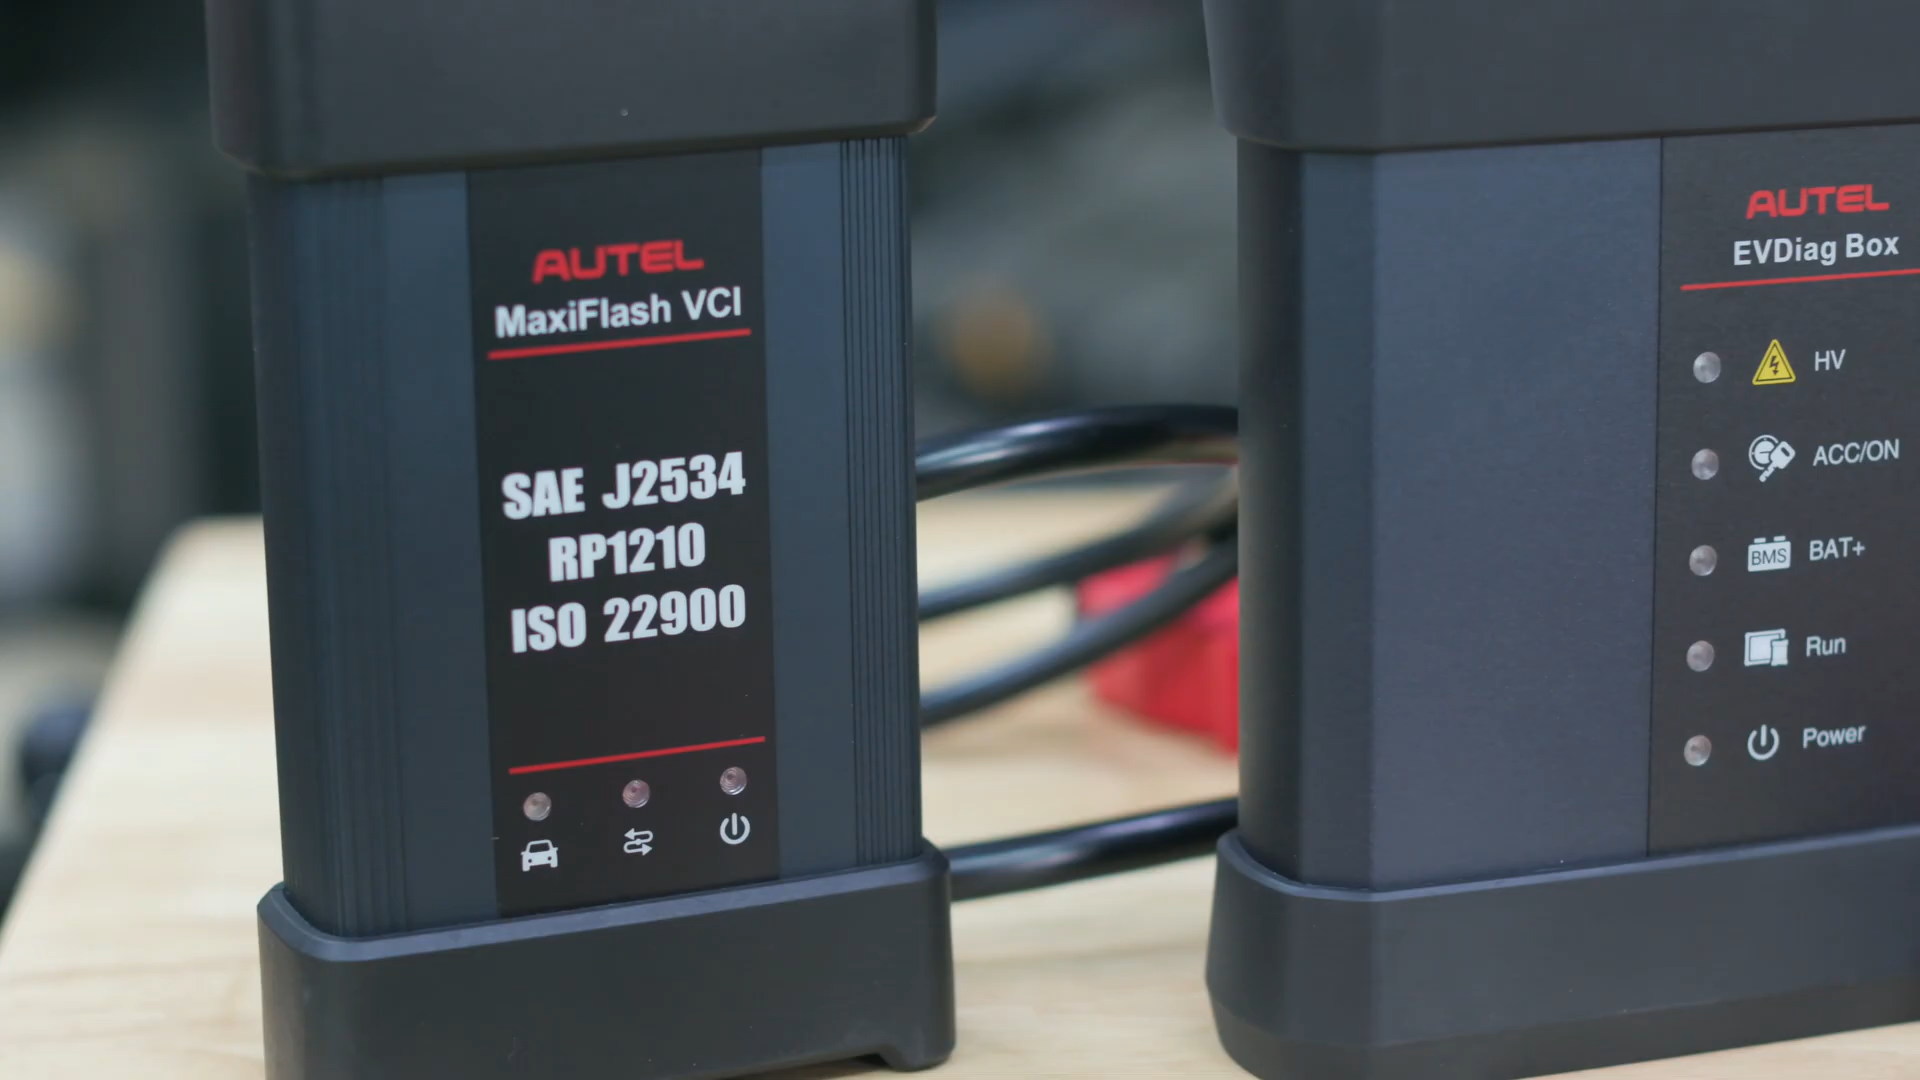 AUTEL
MaxiFlash VCI
SAE J2534
RP1210
ISO 22900
AUTEL
EVDiag Box
HV
ACC/ON
BMS BAT+
Run
Power